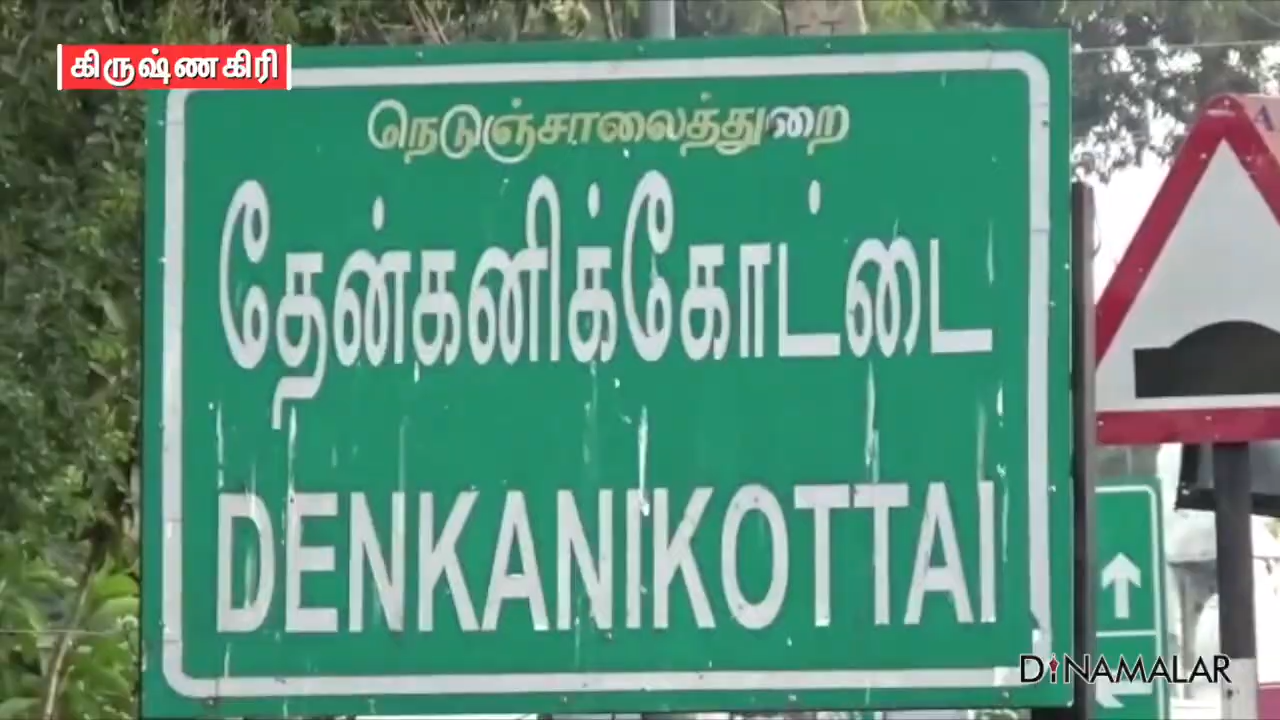 கிருஷ்ணகிரி
நெடுஞ்சாலைத்துறை
தேன்கனிக்கோட்டை
DENKANIKOTTAI
A
DINAMALAR